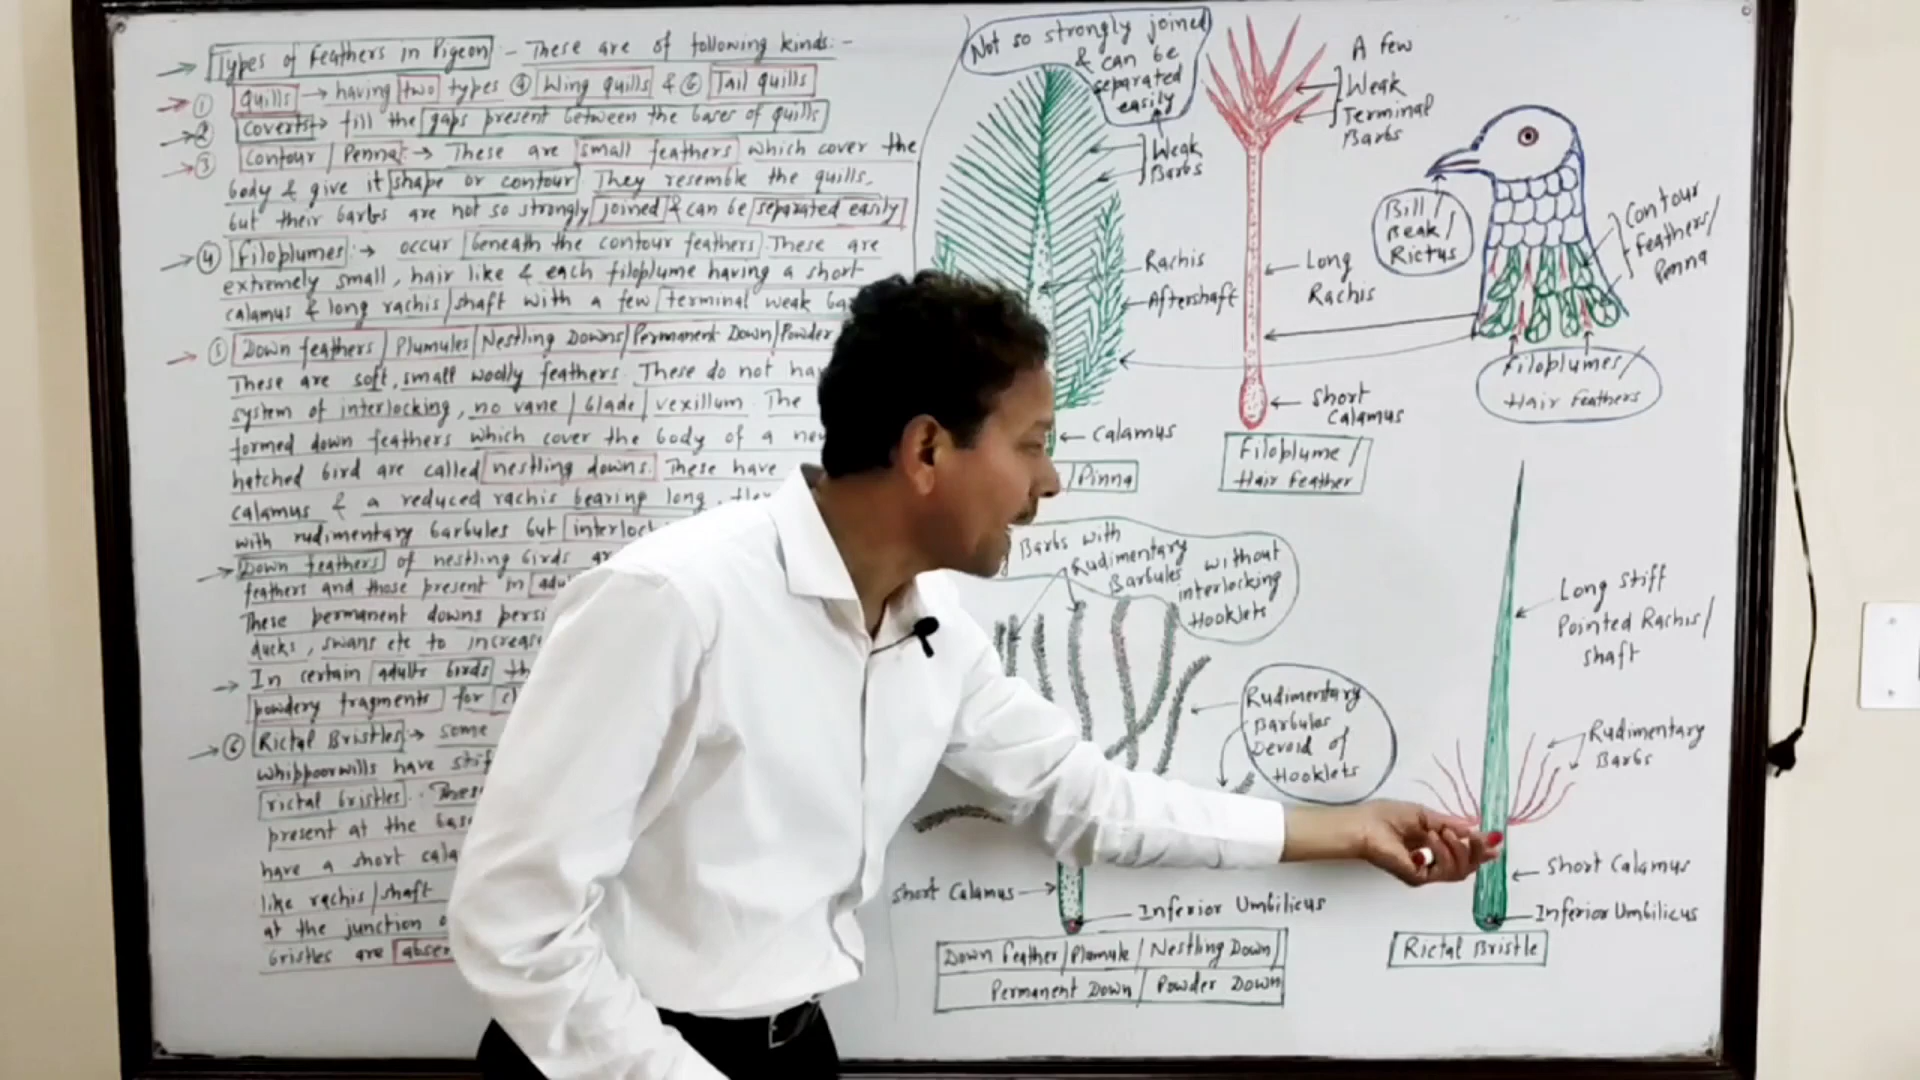 Types of Feathers in Pigeon :- These are of following kinds:-
① Quills → having two types ⓐ Wing quills & ⓑ Tail quills
② Coverts → fill the gaps present between the bases of quills
③ Contour / Penna :→ These are small feathers which cover the
body & give it shape or contour They resemble the quills,
but their barbs are not so strongly joined & can be separated easily
④ Filoplumes :→ occur beneath the contour feathers. These are
extremely small, hair like & each filoplume having a short
calamus & long rachis/shaft with a few terminal weak
⑤ Down feathers / Plumules / Nestling Downs / Permanent Down / Powder
These are soft, small woolly feathers. These do not
system of interlocking, no vane / blade / vexillum. The
formed down feathers which cover the body of a
hatched bird are called nestling downs. These have
calamus & a reduced rachis bearing long,
with rudimentary barbules but
Down feathers of nestling birds
feathers and those present in
These permanent downs
ducks, swans etc to
In certain adults birds
powdery fragments for
⑥ Rictal Bristles :→ some
whippoorwills have
rictal bristles.
present at the
have a short
like rachis/shaft
at the junction
bristles are
Not so strongly joined
& can be
separated
easily
Weak
Barbs
Rachis
Aftershaft
Calamus
/ Pinna
A few
Weak
Terminal
Barbs
Long
Rachis
Short
Calamus
Filoplume /
Hair Feather
Bill /
Beak /
Rictus
Contour
Feathers /
Penna
Filoplumes /
Hair Feathers
Barbs with
Rudimentary
Barbules without
interlocking
Hooklets
Rudimentary
Barbules
Devoid of
Hooklets
Short Calamus
Inferior Umbilicus
Down Feather / Plumule / Nestling Down /
Permanent Down / Powder Down
Long Stiff
Pointed Rachis /
Shaft
Rudimentary
Barbs
Short Calamus
Inferior Umbilicus
Rictal Bristle